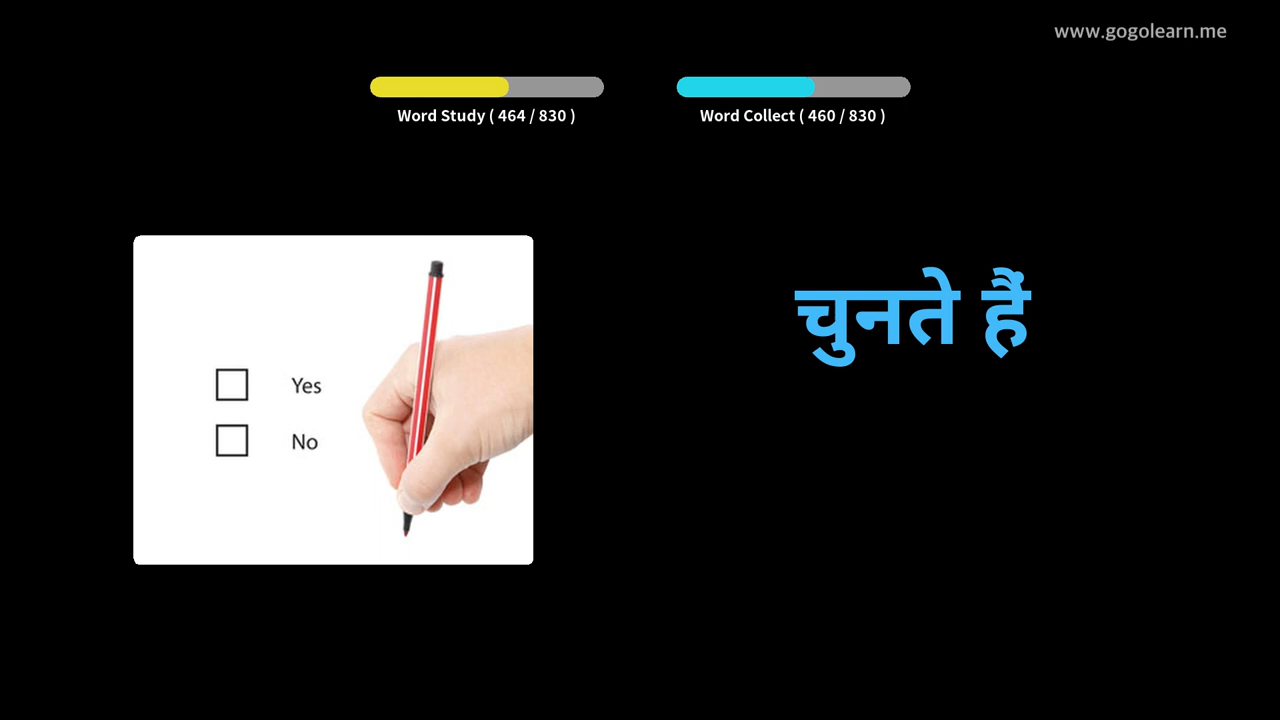 www.gogolearn.me
Word Study ( 464 / 830 )
Word Collect ( 460 / 830 )
चुनते हैं
Yes
No